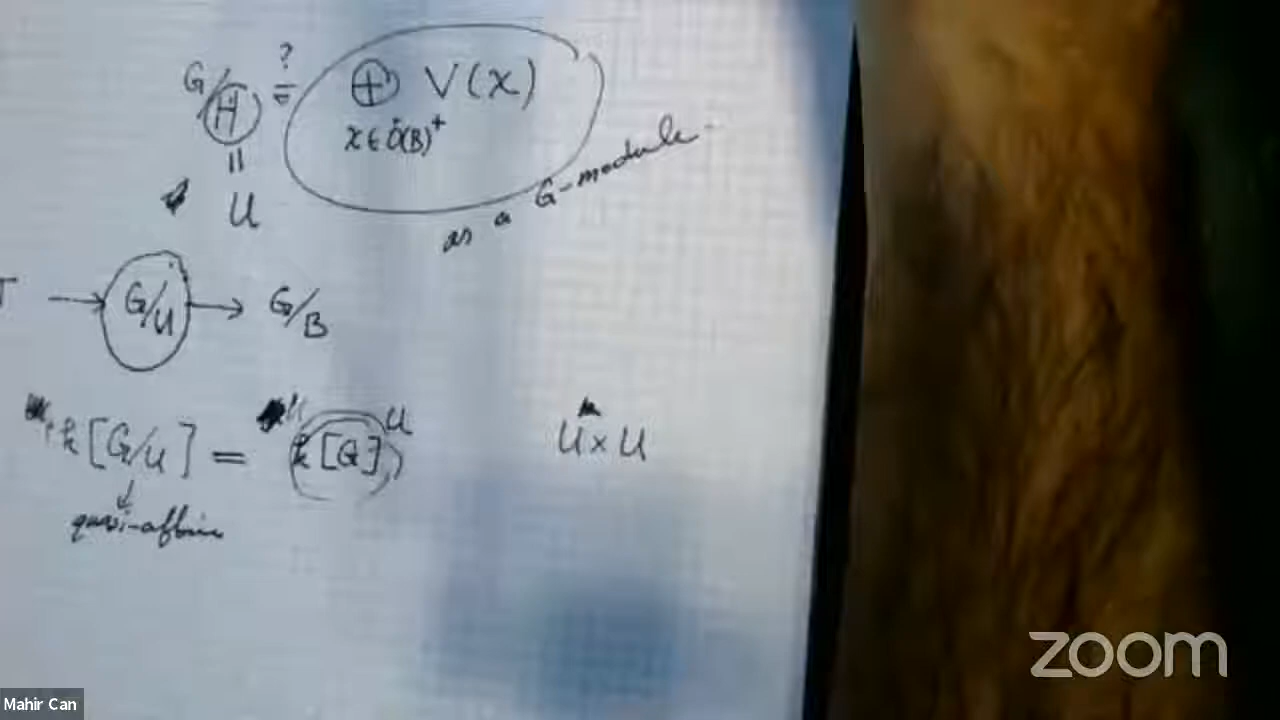 G/H ?= ⊕ V(χ)
χ ∈ Ĉ(B)⁺
=
U
as a G-module
→ G/U → G/B
k[G/U] = k[G]ᵁ
U×U
quasi-affine
zoom
Mahir Can